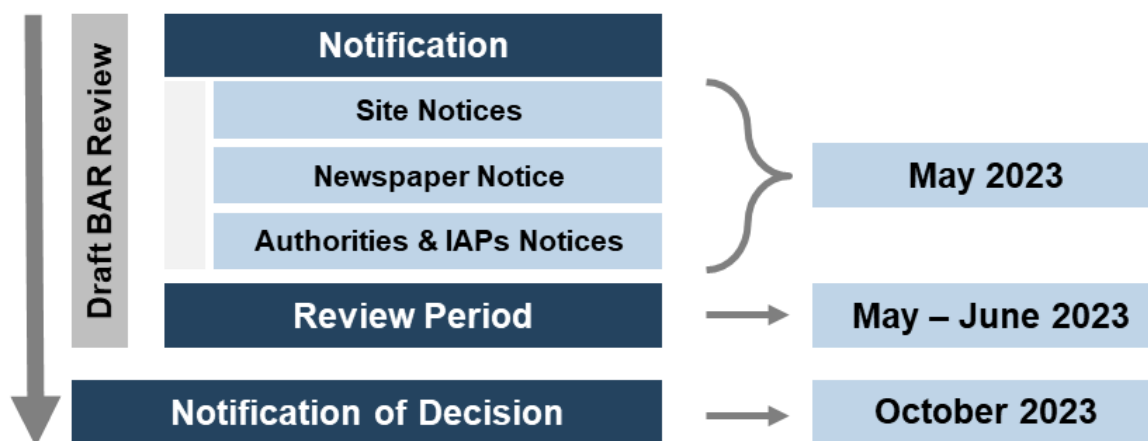 Draft BAR Review
Notification
Site Notices
Newspaper Notice
Authorities & IAPs Notices
May 2023
Review Period
May – June 2023
Notification of Decision
October 2023